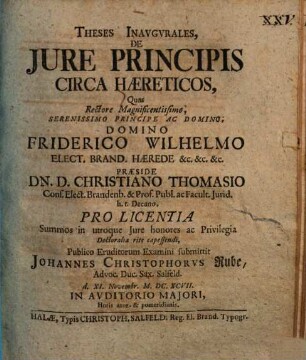 XXV.
THESES INAVGVRALES,
DE
JURE PRINCIPIS
CIRCA HÆRETICOS,
Quas
Rectore Magnificentissimo,
SERENISSIMO PRINCIPE AC DOMINO,
DOMINO
FRIDERICO WILHELMO
ELECT. BRAND. HÆREDE &c. &c. &c.
PRÆSIDE
DN. D. CHRISTIANO THOMASIO
Cons. Elect. Brandenb. & Prof. Publ. ac Facult. Jurid.
h.t. Decano,
PRO LICENTIA
Summos in utroque Jure honores ac Privilegia
Doctoralia rite capessendi,
Publico Eruditorum Examini submittit
JOHANNES CHRISTOPHORVS Rube,
Advoc. Duc. Sax. Salfeld.
d. XI. Novembr. M. DC. XCVII.
IN AVDITORIO MAJORI,
Horis ante- & pomeridianis.
HALÆ, Typis CHRISTOPH. SALFELD: Reg. El. Brand. Typogr.